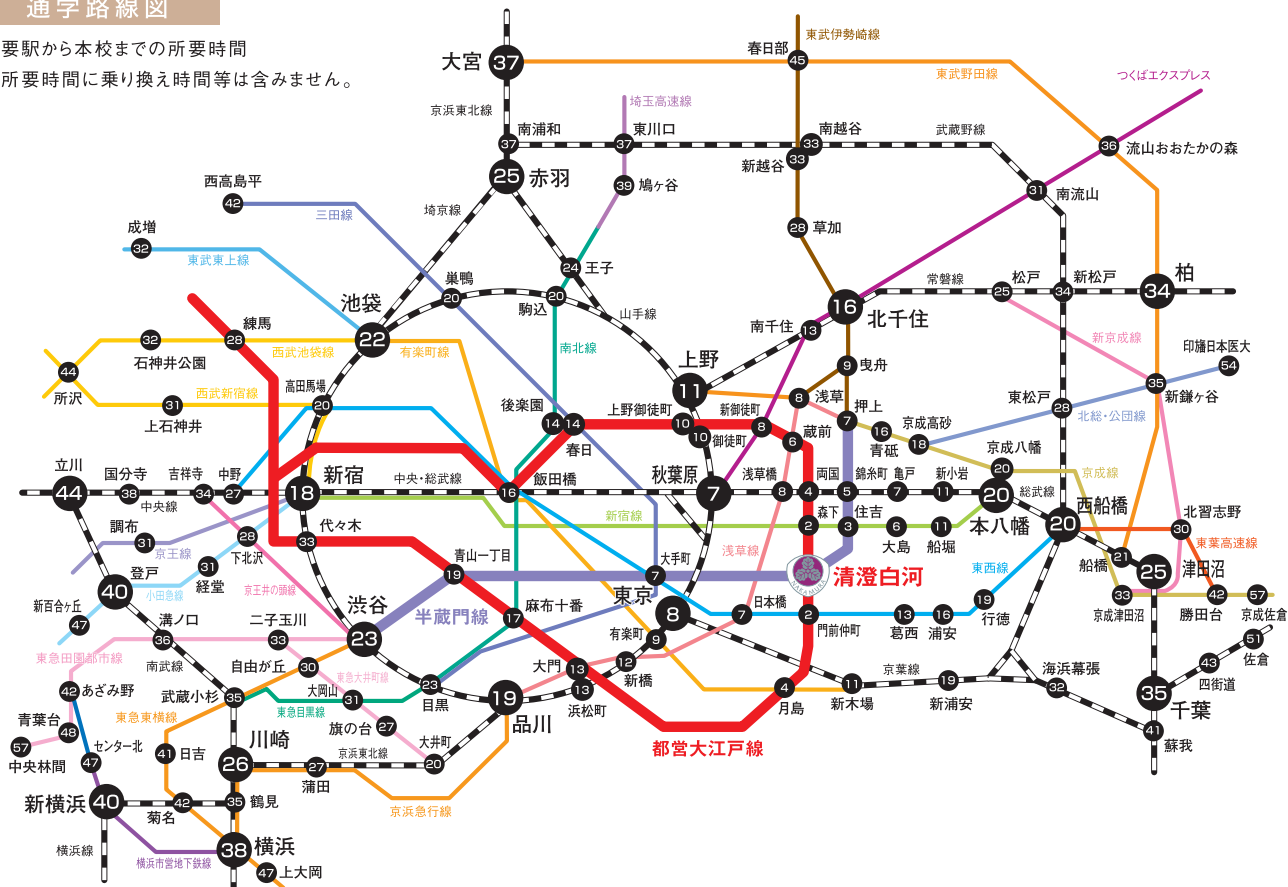 通学路線図
要駅から本校までの所要時間
所要時間に乗り換え時間等は含みません。
大宮
37
京浜東北線
春日部
45
東武伊勢崎線
東武野田線
つくばエクスプレス
埼玉高速線
南浦和
37
東川口
37
南越谷
33
新越谷
33
武蔵野線
36
流山おおたかの森
赤羽
25
39
鳩ヶ谷
31
南流山
西高島平
42
三田線
埼京線
28
草加
成増
32
東武東上線
24
王子
巣鴨
20
20
駒込
山手線
南北線
池袋
22
有楽町線
常磐線
松戸
25
新松戸
34
柏
34
16
北千住
南千住
13
新京成線
練馬
28
32
石神井公園
西武池袋線
44
所沢
西武新宿線
31
上石神井
高田馬場
20
上野
11
9
曳舟
印旛日本医大
54
35
新鎌ヶ谷
東松戸
28
北総・公団線
後楽園
14
14
春日
上野御徒町
10
10
御徒町
新御徒町
8
8
浅草
6
蔵前
押上
7
16
青砥
京成高砂
18
京成八幡
20
京成線
立川
44
国分寺
38
中央線
吉祥寺
34
中野
27
新宿
18
中央・総武線
16
飯田橋
秋葉原
7
浅草橋
8
両国
4
錦糸町
5
亀戸
7
新小岩
11
20
本八幡
総武線
西船橋
20
北習志野
30
東葉高速線
調布
31
京王線
28
下北沢
31
経堂
33
代々木
新宿線
浅草線
森下
2
住吉
3
6
大島
11
船堀
登戸
40
小田急線
京王井の頭線
新百合ヶ丘
47
青山一丁目
19
半蔵門線
大手町
7
NAKAMURA
清澄白河
東西線
船橋
21
津田沼
25
33
京成津田沼
42
勝田台
57
京成佐倉
東京
8
7
日本橋
2
門前仲町
13
葛西
16
浦安
19
行徳
渋谷
23
麻布十番
17
有楽町
9
溝ノ口
36
二子玉川
33
東急田園都市線
南武線
自由が丘
30
東急大井町線
大門
13
12
新橋
13
浜松町
京葉線
51
佐倉
43
四街道
42
あざみ野
武蔵小杉
35
大岡山
31
東急目黒線
23
目黒
19
品川
4
月島
11
新木場
19
新浦安
海浜幕張
32
35
千葉
青葉台
48
57
中央林間
東急東横線
旗の台
27
都営大江戸線
41
蘇我
センター北
47
41
日吉
川崎
26
京浜東北線
27
蒲田
大井町
20
新横浜
40
42
菊名
35
鶴見
京浜急行線
横浜線
横浜市営地下鉄線
38
横浜
47
上大岡